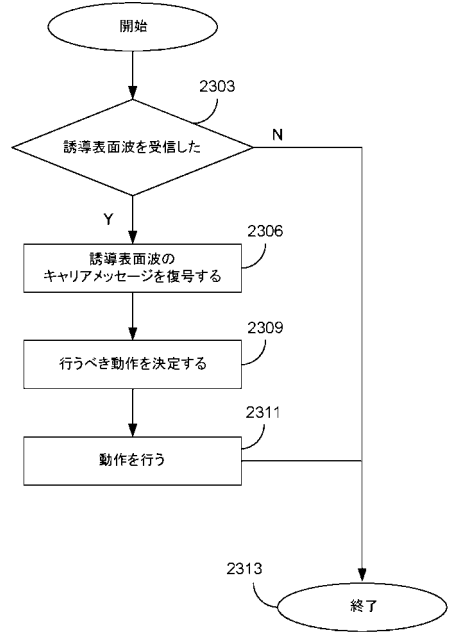 開始
2303
誘導表面波を受信した
N
Y
2306
誘導表面波の
キャリアメッセージを復号する
2309
行うべき動作を決定する
2311
動作を行う
2313
終了